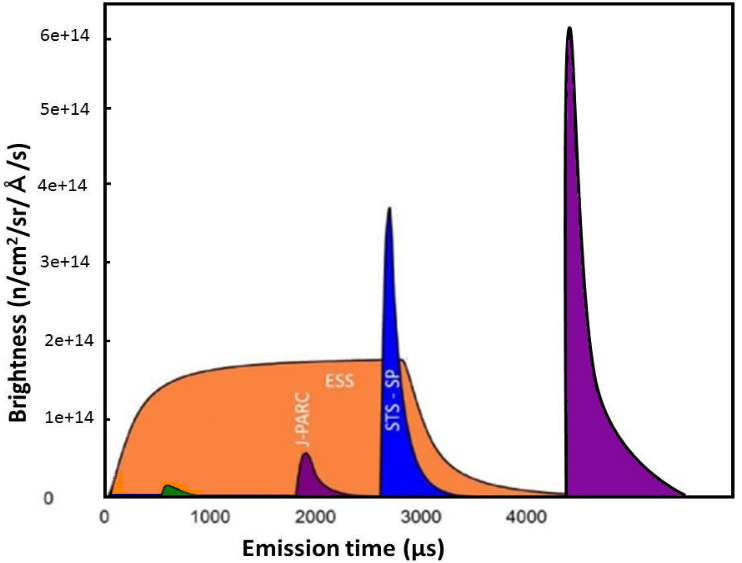 6e+14
5e+14
4e+14
3e+14
2e+14
1e+14
0
Brightness (n/cm²/sr/ Å /s)
ESS
J-PARC
STS - SP
0 1000 2000 3000 4000
Emission time (μs)